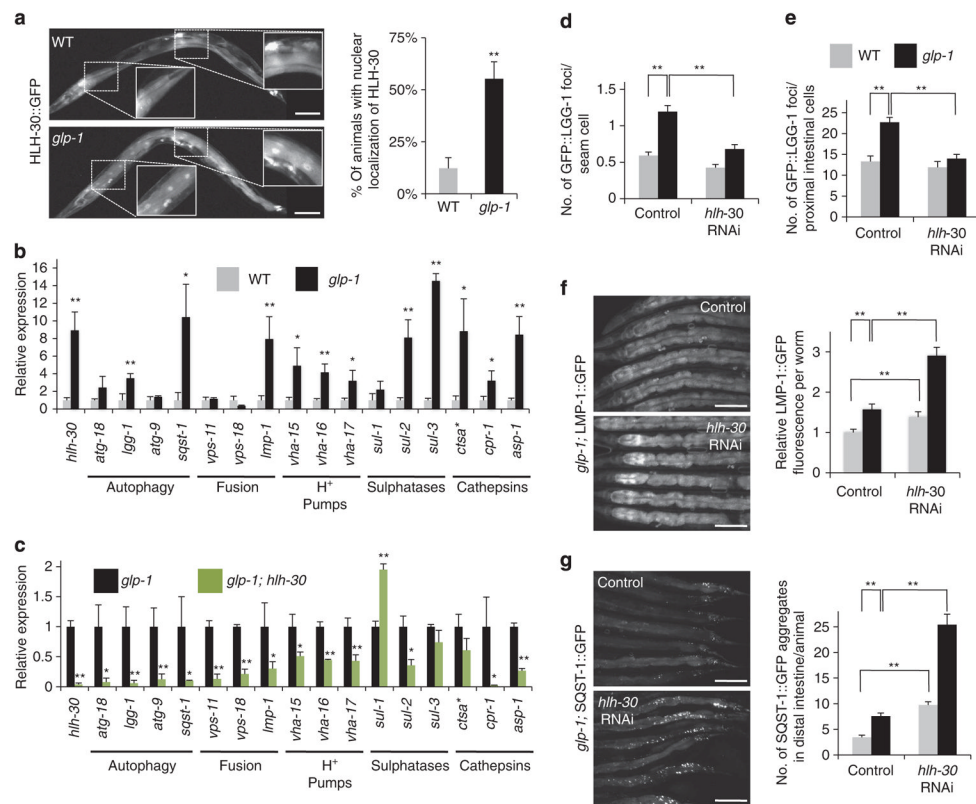 a
WT
HLH-30::GFP
glp-1
% Of animals with nuclear
localization of HLH-30
75%
50%
25%
0%
**
WT
glp-1
b
Relative expression
16
14
12
10
8
6
4
2
0
WT
glp-1
** ** * ** * ** * ** ** * * **
hlh-30 atg-18 lgg-1 atg-9 sqst-1 vps-11 vps-18 lmp-1 vha-15 vha-16 vha-17 sul-1 sul-2 sul-3 ctsa* cpr-1 asp-1
Autophagy Fusion H+ Pumps Sulphatases Cathepsins
c
Relative expression
2
1.5
1
0.5
0
glp-1
glp-1; hlh-30
** * ** ** * ** ** * * ** ** ** * * **
hlh-30 atg-18 lgg-1 atg-9 sqst-1 vps-11 vps-18 lmp-1 vha-15 vha-16 vha-17 sul-1 sul-2 sul-3 ctsa* cpr-1 asp-1
Autophagy Fusion H+ Pumps Sulphatases Cathepsins
d
No. of GFP::LGG-1 foci/
seam cell
1.5
1
0.5
0
** **
Control
hlh-30
RNAi
e
WT
glp-1
No. of GFP::LGG-1 foci/
proximal intestinal cells
30
25
20
15
10
5
0
** **
Control
hlh-30
RNAi
f
glp-1; LMP-1::GFP
Control
hlh-30
RNAi
Relative LMP-1::GFP
fluorescence per worm
3
2
1
0
** **
**
Control
hlh-30
RNAi
g
glp-1; SQST-1::GFP
Control
hlh-30
RNAi
No. of SQST-1::GFP aggregates
in distal intestine/animal
25
20
15
10
5
0
** **
**
Control
hlh-30
RNAi